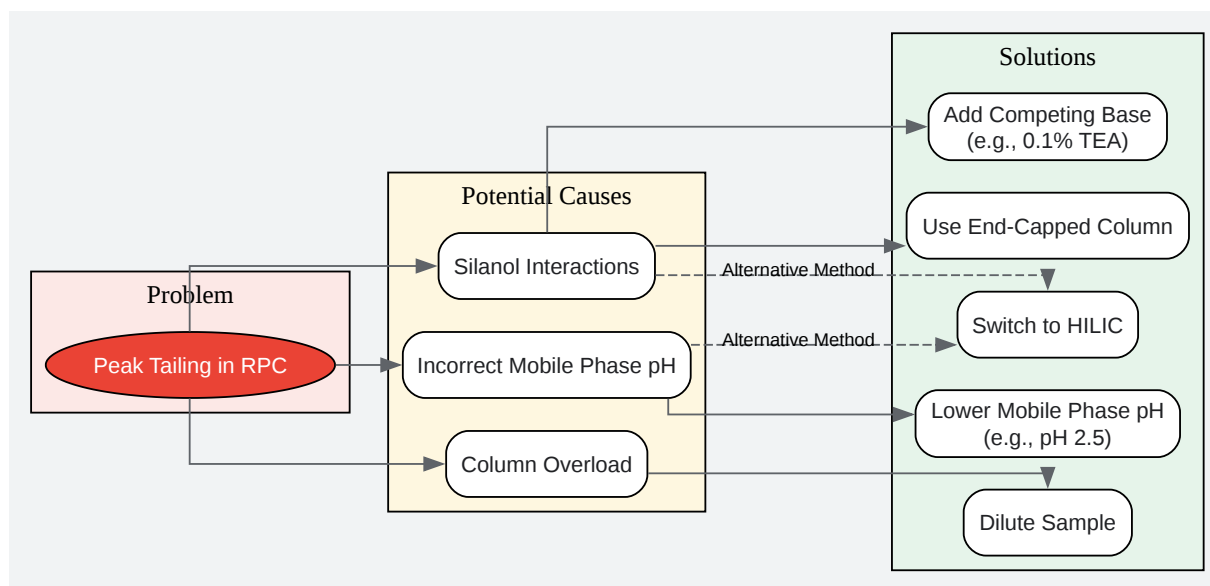 Problem
Peak Tailing in RPC
Potential Causes
Silanol Interactions
Incorrect Mobile Phase pH
Column Overload
Alternative Method
Alternative Method
Solutions
Add Competing Base
(e.g., 0.1% TEA)
Use End-Capped Column
Switch to HILIC
Lower Mobile Phase pH
(e.g., pH 2.5)
Dilute Sample